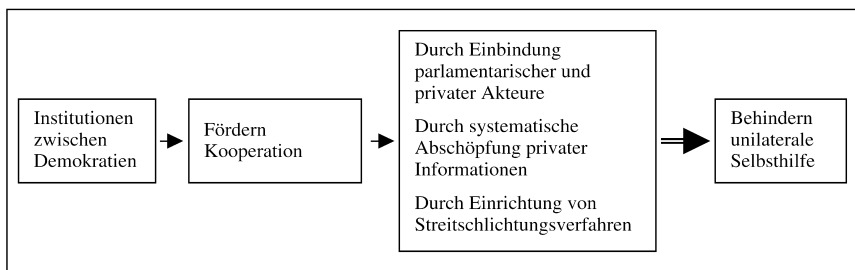 Institutionen
zwischen
Demokratien
Fördern
Kooperation
Durch Einbindung
parlamentarischer und
privater Akteure
Durch systematische
Abschöpfung privater
Informationen
Durch Einrichtung von
Streitschlichtungsverfahren
Behindern
unilaterale
Selbsthilfe